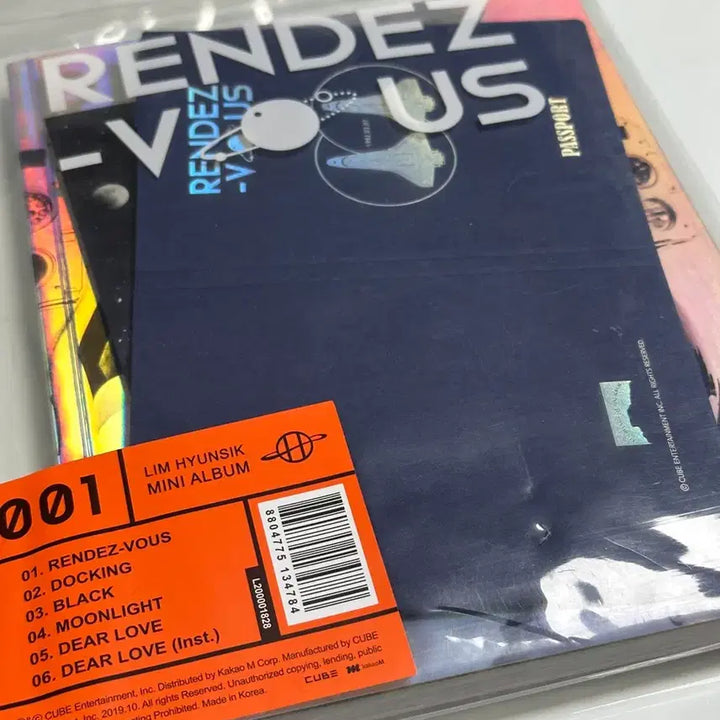 RENDEZ
-VOUS
RENDEZ
-VOUS
PASSPORT
© CUBE ENTERTAINMENT INC. ALL RIGHTS RESERVED.
001
LIM HYUNSIK
MINI ALBUM
01. RENDEZ-VOUS
02. DOCKING
03. BLACK
04. MOONLIGHT
05. DEAR LOVE
06. DEAR LOVE (Inst.)
L200001828
8804775 134784
℗&© CUBE Entertainment, Inc. Distributed by Kakao M Corp. Manufactured by CUBE
Inc. 2019.10. All rights Reserved. Unauthorized copying, lending, public
Prohibited. Made in Korea.
CUBE
kakaoM